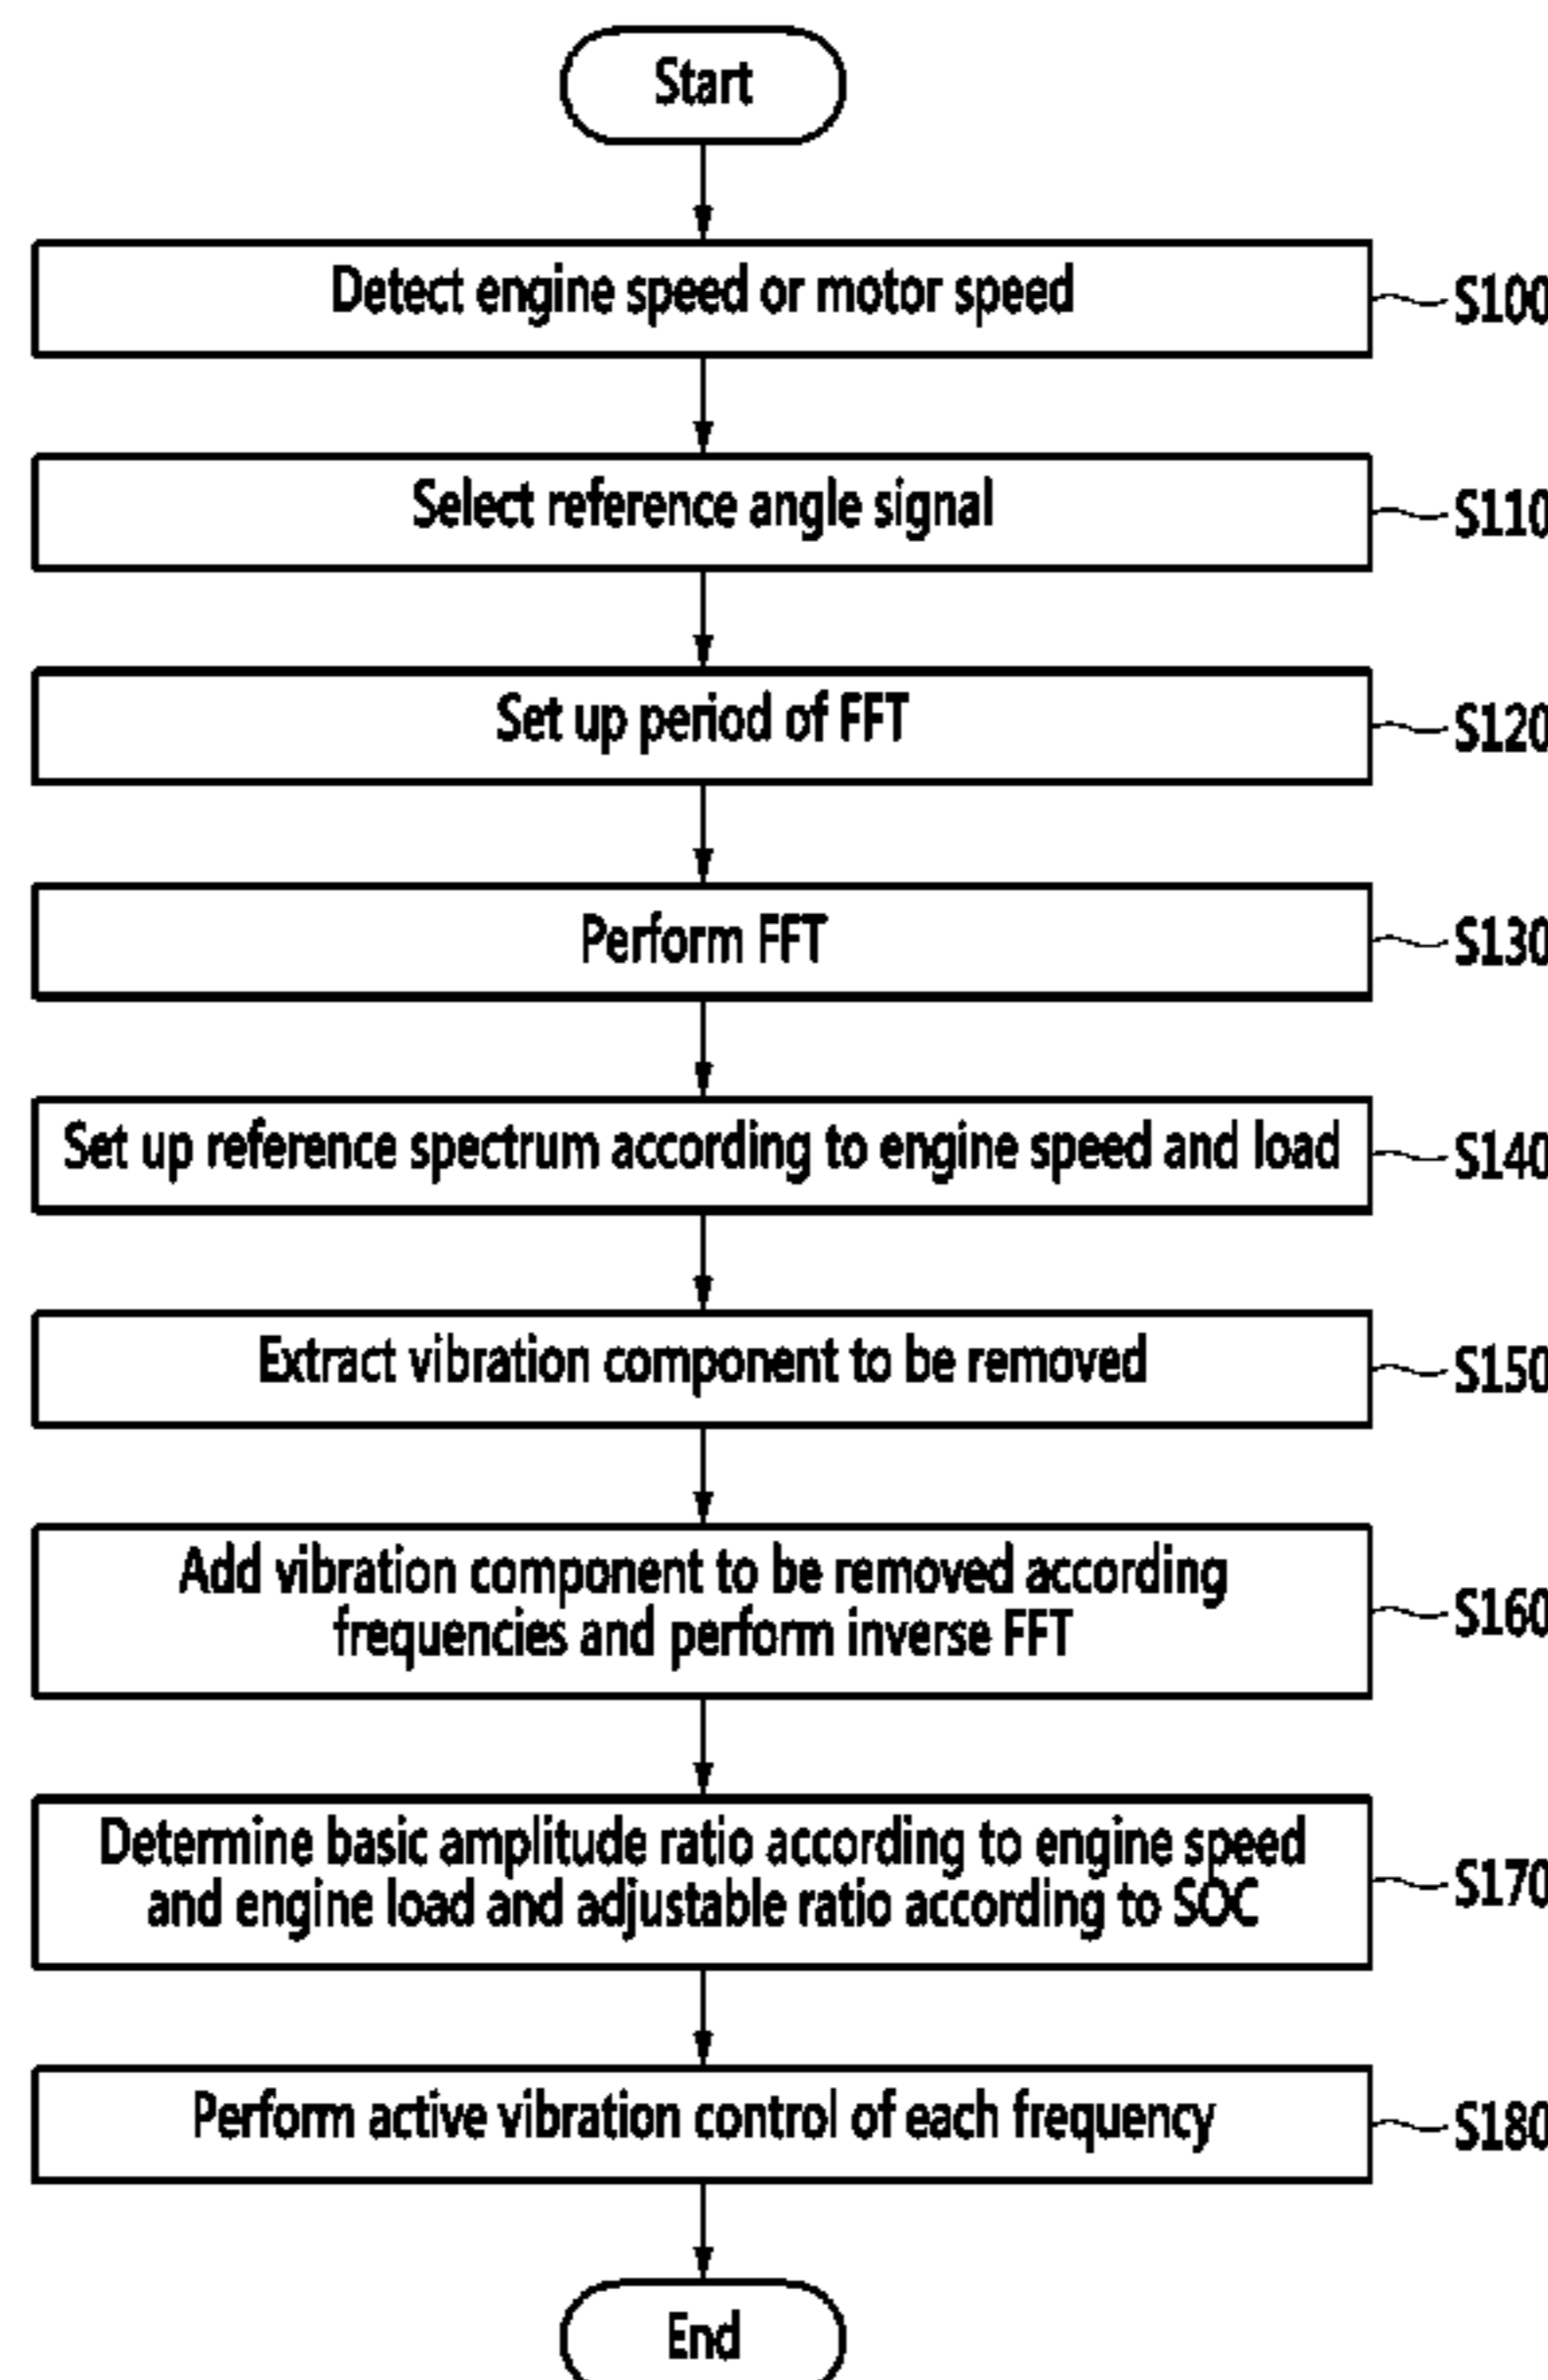 Start
Detect engine speed or motor speed
S100
Select reference angle signal
S110
Set up period of FFT
S120
Perform FFT
S130
Set up reference spectrum according to engine speed and load
S140
Extract vibration component to be removed
S150
Add vibration component to be removed according
frequencies and perform inverse FFT
S160
Determine basic amplitude ratio according to engine speed
and engine load and adjustable ratio according to SOC
S170
Perform active vibration control of each frequency
S180
End